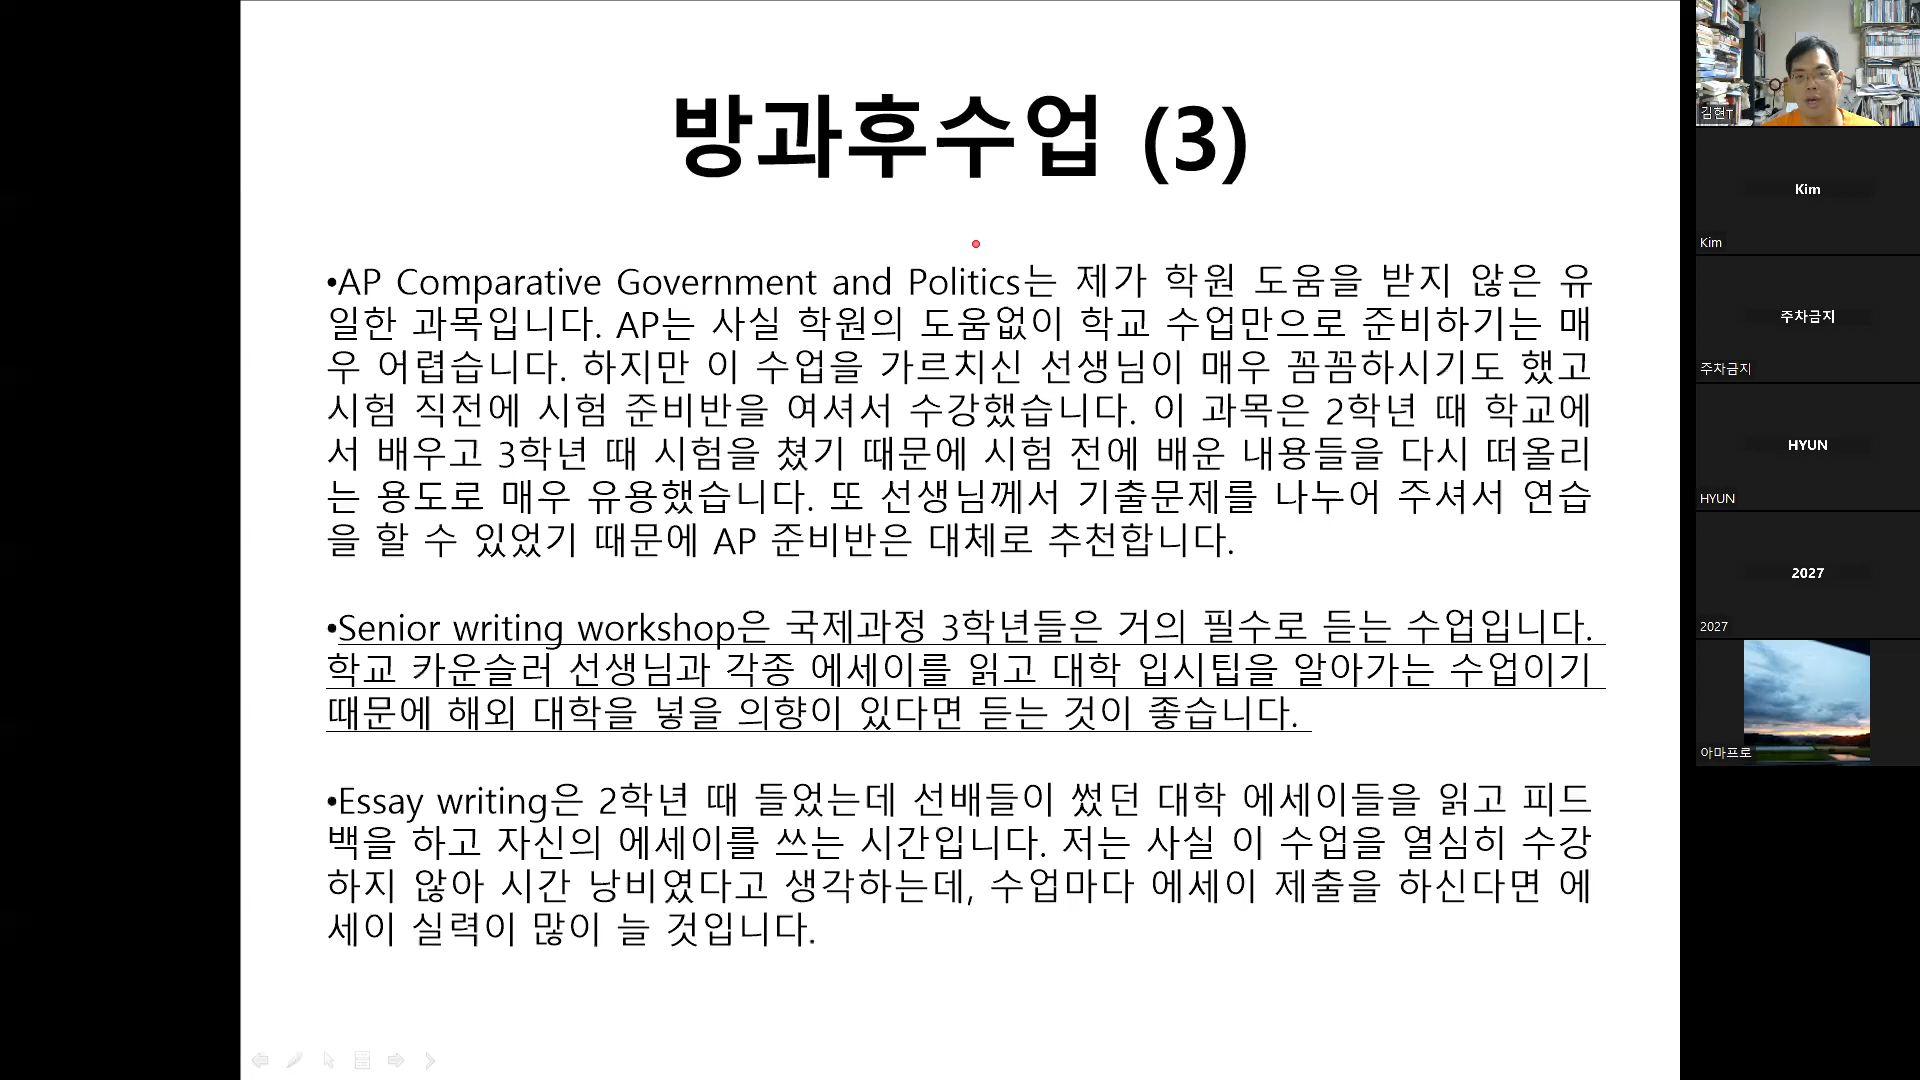 방과후수업 (3)
•AP Comparative Government and Politics는 제가 학원 도움을 받지 않은 유
일한 과목입니다. AP는 사실 학원의 도움없이 학교 수업만으로 준비하기는 매
우 어렵습니다. 하지만 이 수업을 가르치신 선생님이 매우 꼼꼼하시기도 했고
시험 직전에 시험 준비반을 여셔서 수강했습니다. 이 과목은 2학년 때 학교에
서 배우고 3학년 때 시험을 쳤기 때문에 시험 전에 배운 내용들을 다시 떠올리
는 용도로 매우 유용했습니다. 또 선생님께서 기출문제를 나누어 주셔서 연습
을 할 수 있었기 때문에 AP 준비반은 대체로 추천합니다.
•Senior writing workshop은 국제과정 3학년들은 거의 필수로 듣는 수업입니다.
학교 카운슬러 선생님과 각종 에세이를 읽고 대학 입시팁을 알아가는 수업이기
때문에 해외 대학을 넣을 의향이 있다면 듣는 것이 좋습니다.
•Essay writing은 2학년 때 들었는데 선배들이 썼던 대학 에세이들을 읽고 피드
백을 하고 자신의 에세이를 쓰는 시간입니다. 저는 사실 이 수업을 열심히 수강
하지 않아 시간 낭비였다고 생각하는데, 수업마다 에세이 제출을 하신다면 에
세이 실력이 많이 늘 것입니다.
김현T
Kim
Kim
주차금지
주차금지
HYUN
HYUN
2027
2027
아마프로